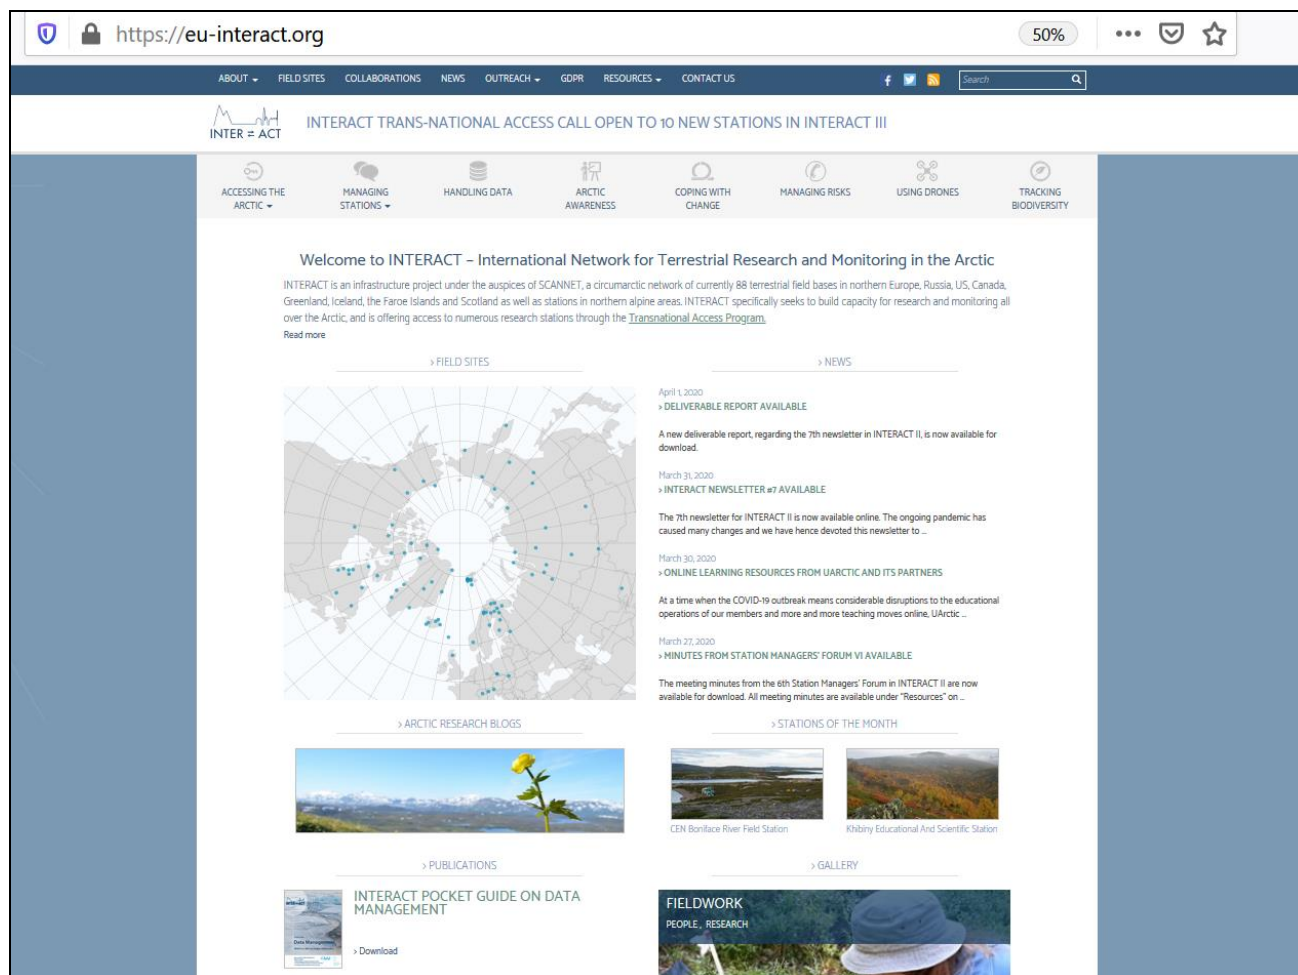 https://eu-interact.org
50%
ABOUT FIELD SITES COLLABORATIONS NEWS OUTREACH GDPR RESOURCES CONTACT US
Search
INTER ⇌ ACT
INTERACT TRANS-NATIONAL ACCESS CALL OPEN TO 10 NEW STATIONS IN INTERACT III
ACCESSING THE ARCTIC
MANAGING STATIONS
HANDLING DATA
ARCTIC AWARENESS
COPING WITH CHANGE
MANAGING RISKS
USING DRONES
TRACKING BIODIVERSITY
Welcome to INTERACT – International Network for Terrestrial Research and Monitoring in the Arctic
INTERACT is an infrastructure project under the auspices of SCANNET, a circumarctic network of currently 88 terrestrial field bases in northern Europe, Russia, US, Canada,
Greenland, Iceland, the Faroe Islands and Scotland as well as stations in northern alpine areas. INTERACT specifically seeks to build capacity for research and monitoring all
over the Arctic, and is offering access to numerous research stations through the Transnational Access Program.
Read more
› FIELD SITES
› NEWS
April 1, 2020
› DELIVERABLE REPORT AVAILABLE
A new deliverable report, regarding the 7th newsletter in INTERACT II, is now available for
download.
March 31, 2020
› INTERACT NEWSLETTER #7 AVAILABLE
The 7th newsletter for INTERACT II is now available online. The ongoing pandemic has
caused many changes and we have hence devoted this newsletter to ...
March 30, 2020
› ONLINE LEARNING RESOURCES FROM UARCTIC AND ITS PARTNERS
At a time when the COVID-19 outbreak means considerable disruptions to the educational
operations of our members and more and more teaching moves online, UArctic ...
March 27, 2020
› MINUTES FROM STATION MANAGERS' FORUM VI AVAILABLE
The meeting minutes from the 6th Station Managers' Forum in INTERACT II are now
available for download. All meeting minutes are available under "Resources" on ...
› ARCTIC RESEARCH BLOGS
› STATIONS OF THE MONTH
CEN Boniface River Field Station
Khibiny Educational And Scientific Station
› PUBLICATIONS
› GALLERY
INTERACT POCKET GUIDE ON DATA
MANAGEMENT
› Download
Data Management
FIELDWORK
PEOPLE, RESEARCH